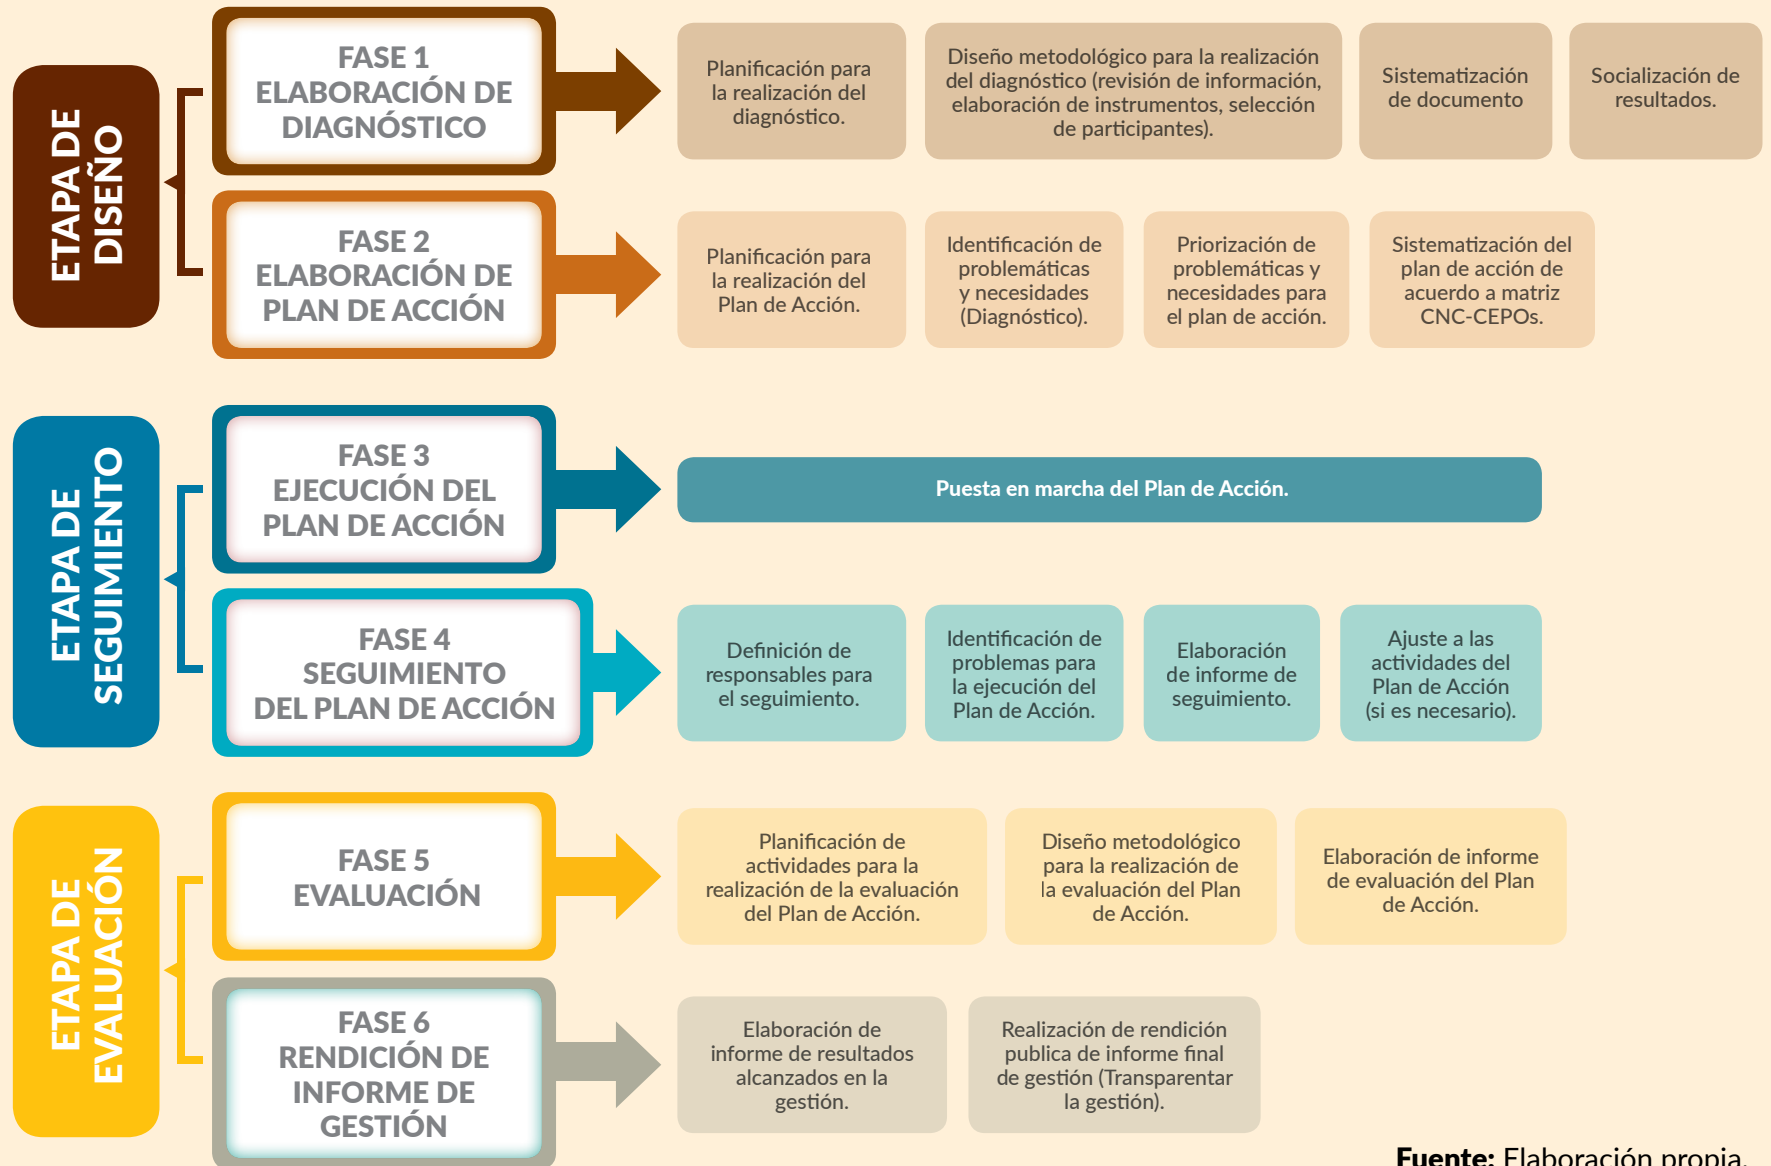 ETAPA DE
DISEÑO
FASE 1
ELABORACIÓN DE
DIAGNÓSTICO
Planificación para
la realización del
diagnóstico.
Diseño metodológico para la realización
del diagnóstico (revisión de información,
elaboración de instrumentos, selección
de participantes).
Sistematización
de documento
Socialización de
resultados.
FASE 2
ELABORACIÓN DE
PLAN DE ACCIÓN
Planificación para
la realización del
Plan de Acción.
Identificación de
problemáticas
y necesidades
(Diagnóstico).
Priorización de
problemáticas y
necesidades para
el plan de acción.
Sistematización del
plan de acción de
acuerdo a matriz
CNC-CEPOs.
ETAPA DE
SEGUIMIENTO
FASE 3
EJECUCIÓN DEL
PLAN DE ACCIÓN
Puesta en marcha del Plan de Acción.
FASE 4
SEGUIMIENTO
DEL PLAN DE ACCIÓN
Definición de
responsables para
el seguimiento.
Identificación de
problemas para
la ejecución del
Plan de Acción.
Elaboración
de informe de
seguimiento.
Ajuste a las
actividades del
Plan de Acción
(si es necesario).
ETAPA DE
EVALUACIÓN
FASE 5
EVALUACIÓN
Planificación de
actividades para la
realización de la evaluación
del Plan de Acción.
Diseño metodológico
para la realización de
la evaluación del Plan
de Acción.
Elaboración de informe
de evaluación del Plan
de Acción.
FASE 6
RENDICIÓN DE
INFORME DE
GESTIÓN
Elaboración de
informe de resultados
alcanzados en la
gestión.
Realización de rendición
publica de informe final
de gestión (Transparentar
la gestión).
Fuente: Elaboración propia.